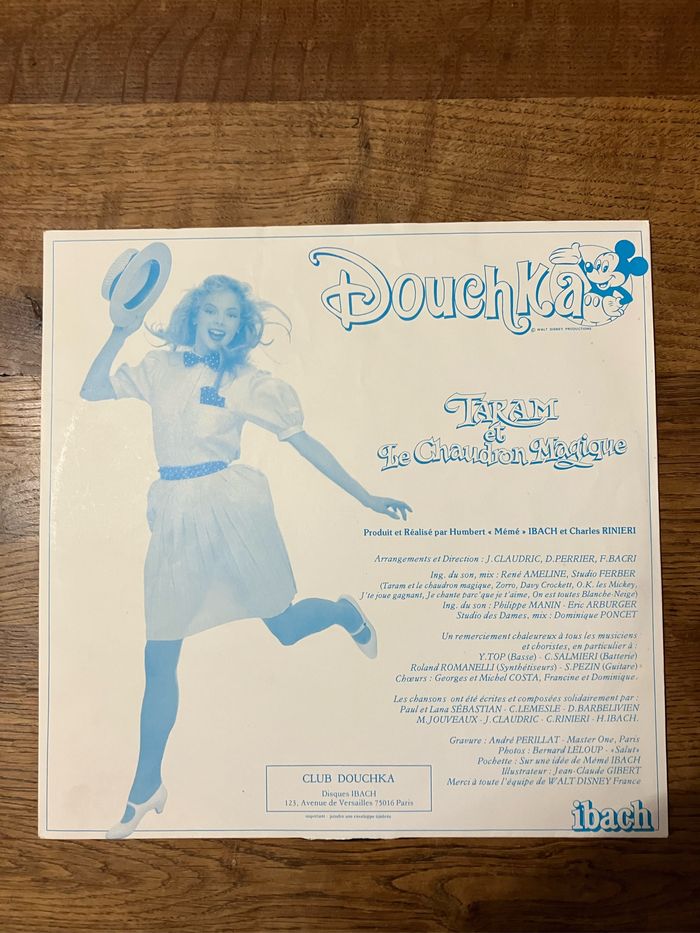 Douchka
© WALT DISNEY PRODUCTIONS
TARAM
et
Le Chaudron Magique
Produit et Réalisé par Humbert « Mémé » IBACH et Charles RINIERI
Arrangements et Direction : J. CLAUDRIC, D. PERRIER, F. BACRI
Ing. du son, mix : René AMELINE, Studio FERBER
(Taram et le chaudron magique, Zorro, Davy Crockett, O.K. les Mickey,
J'te joue gagnant, Je chante parc'que je t'aime, On est toutes Blanche-Neige)
Ing. du son : Philippe MANIN - Eric ARBURGER
Studio des Dames, mix : Dominique PONCET
Un remerciement chaleureux à tous les musiciens
et choristes, en particulier à :
Y. TOP (Basse) - C. SALMIERI (Batterie)
Roland ROMANELLI (Synthétiseurs) - S. PEZIN (Guitare)
Chœurs : Georges et Michel COSTA, Francine et Dominique.
Les chansons ont été écrites et composées solidairement par :
Paul et Lana SÉBASTIAN - C. LEMESLE - D. BARBELIVIEN
M. JOUVEAUX - J. CLAUDRIC - C. RINIERI - H. IBACH.
Gravure : André PERILLAT - Master One, Paris
Photos : Bernard LELOUP - «Salut»
Pochette : Sur une idée de Mémé IBACH
Illustrateur : Jean-Claude GIBERT
Merci à toute l'équipe de WALT DISNEY France
CLUB DOUCHKA
Disques IBACH
123, Avenue de Versailles 75016 Paris
important : joindre une enveloppe timbrée
ibach